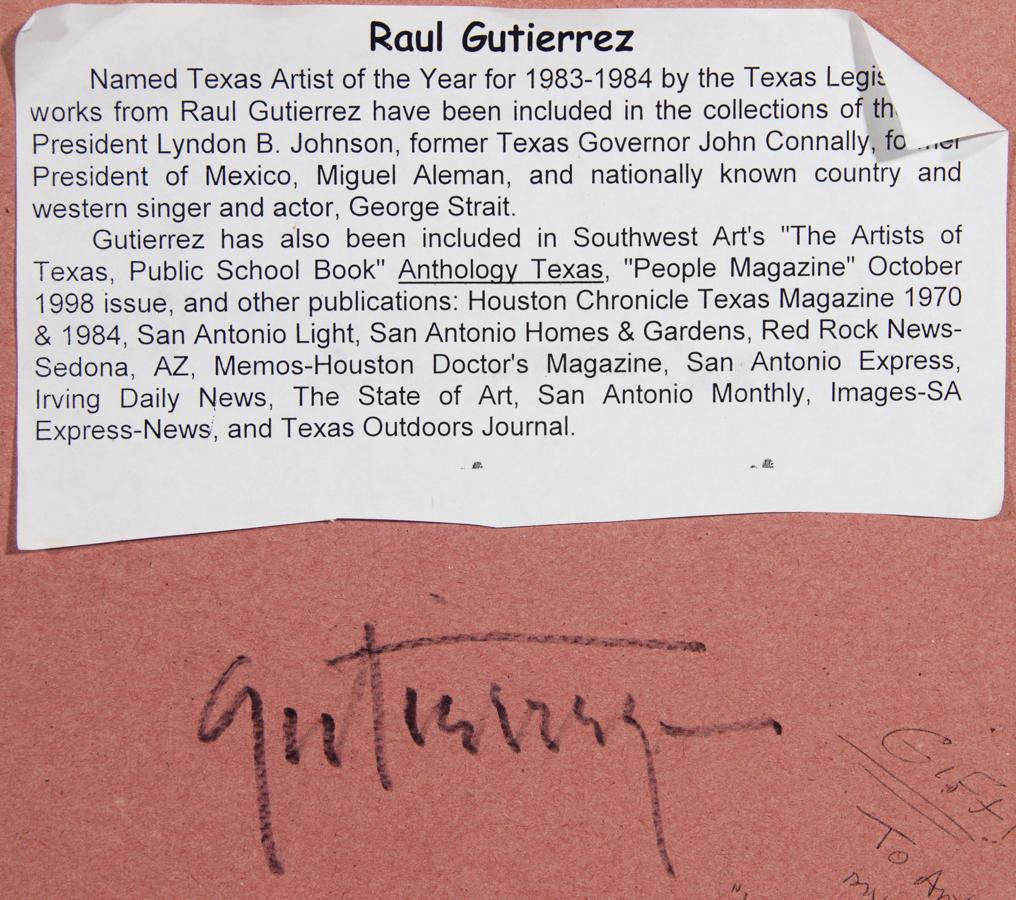 Raul Gutierrez
Named Texas Artist of the Year for 1983-1984 by the Texas
works from Raul Gutierrez have been included in the collections of
President Lyndon B. Johnson, former Texas Governor John Connally,
President of Mexico, Miguel Aleman, and nationally known country and
western singer and actor, George Strait.
Gutierrez has also been included in Southwest Art's "The Artists of
Texas, Public School Book" Anthology Texas, "People Magazine" October
1998 issue, and other publications: Houston Chronicle Texas Magazine 1970
& 1984, San Antonio Light, San Antonio Homes & Gardens, Red Rock News-
Sedona, AZ, Memos-Houston Doctor's Magazine, San Antonio Express,
Irving Daily News, The State of Art, San Antonio Monthly, Images-SA
Express-News, and Texas Outdoors Journal.
Gutierrez
Gift!
To